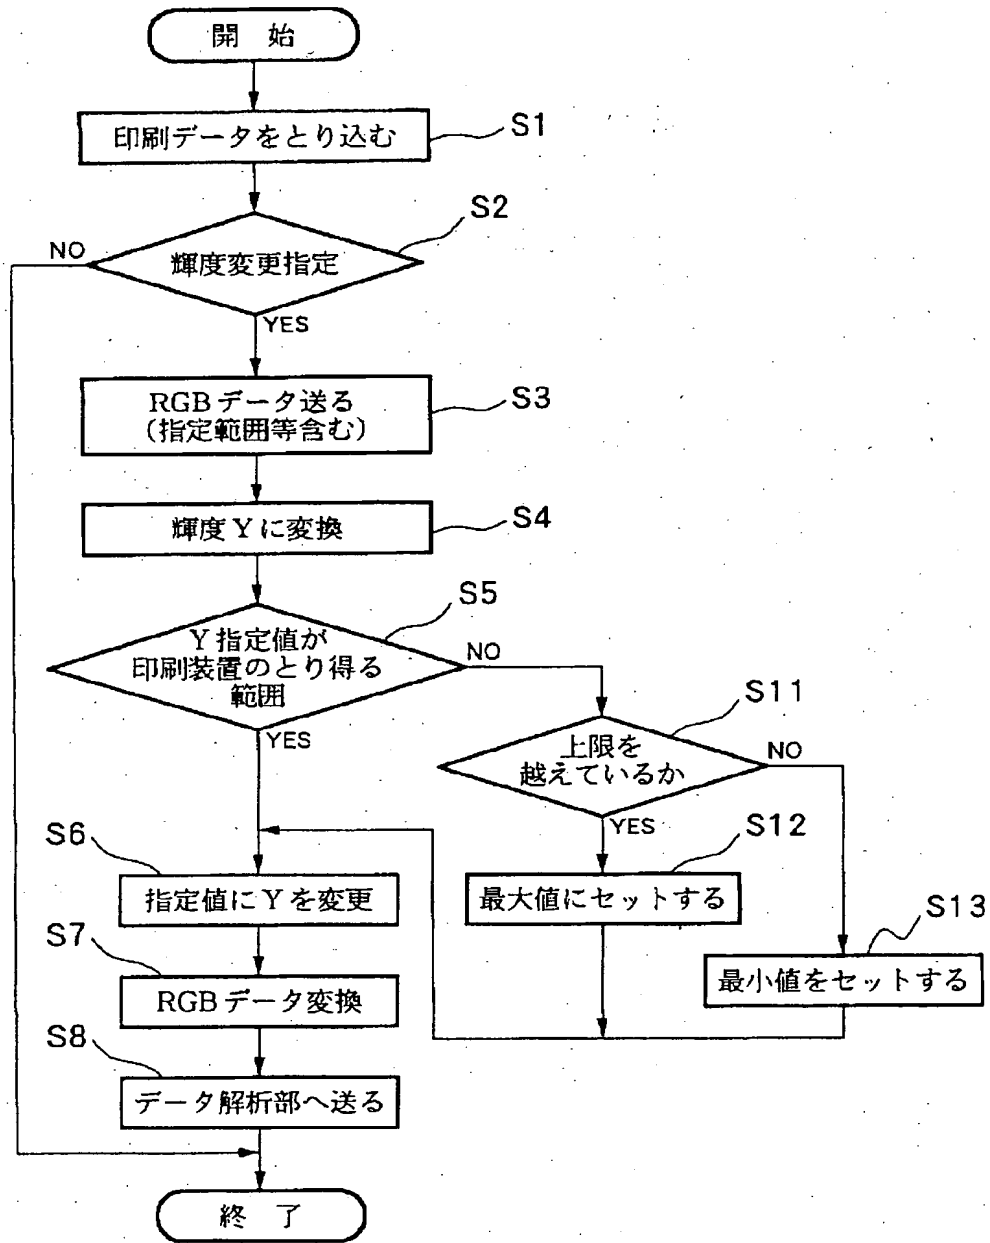 開 始
印刷データをとり込む
S1
S2
NO
輝度変更指定
YES
RGBデータ送る
(指定範囲等含む)
S3
輝度Yに変換
S4
S5
Y指定値が
印刷装置のとり得る
範囲
NO
YES
S11
上限を
越えているか
NO
YES
S12
S6
指定値にYを変更
最大値にセットする
S13
S7
RGBデータ変換
最小値をセットする
S8
データ解析部へ送る
終 了